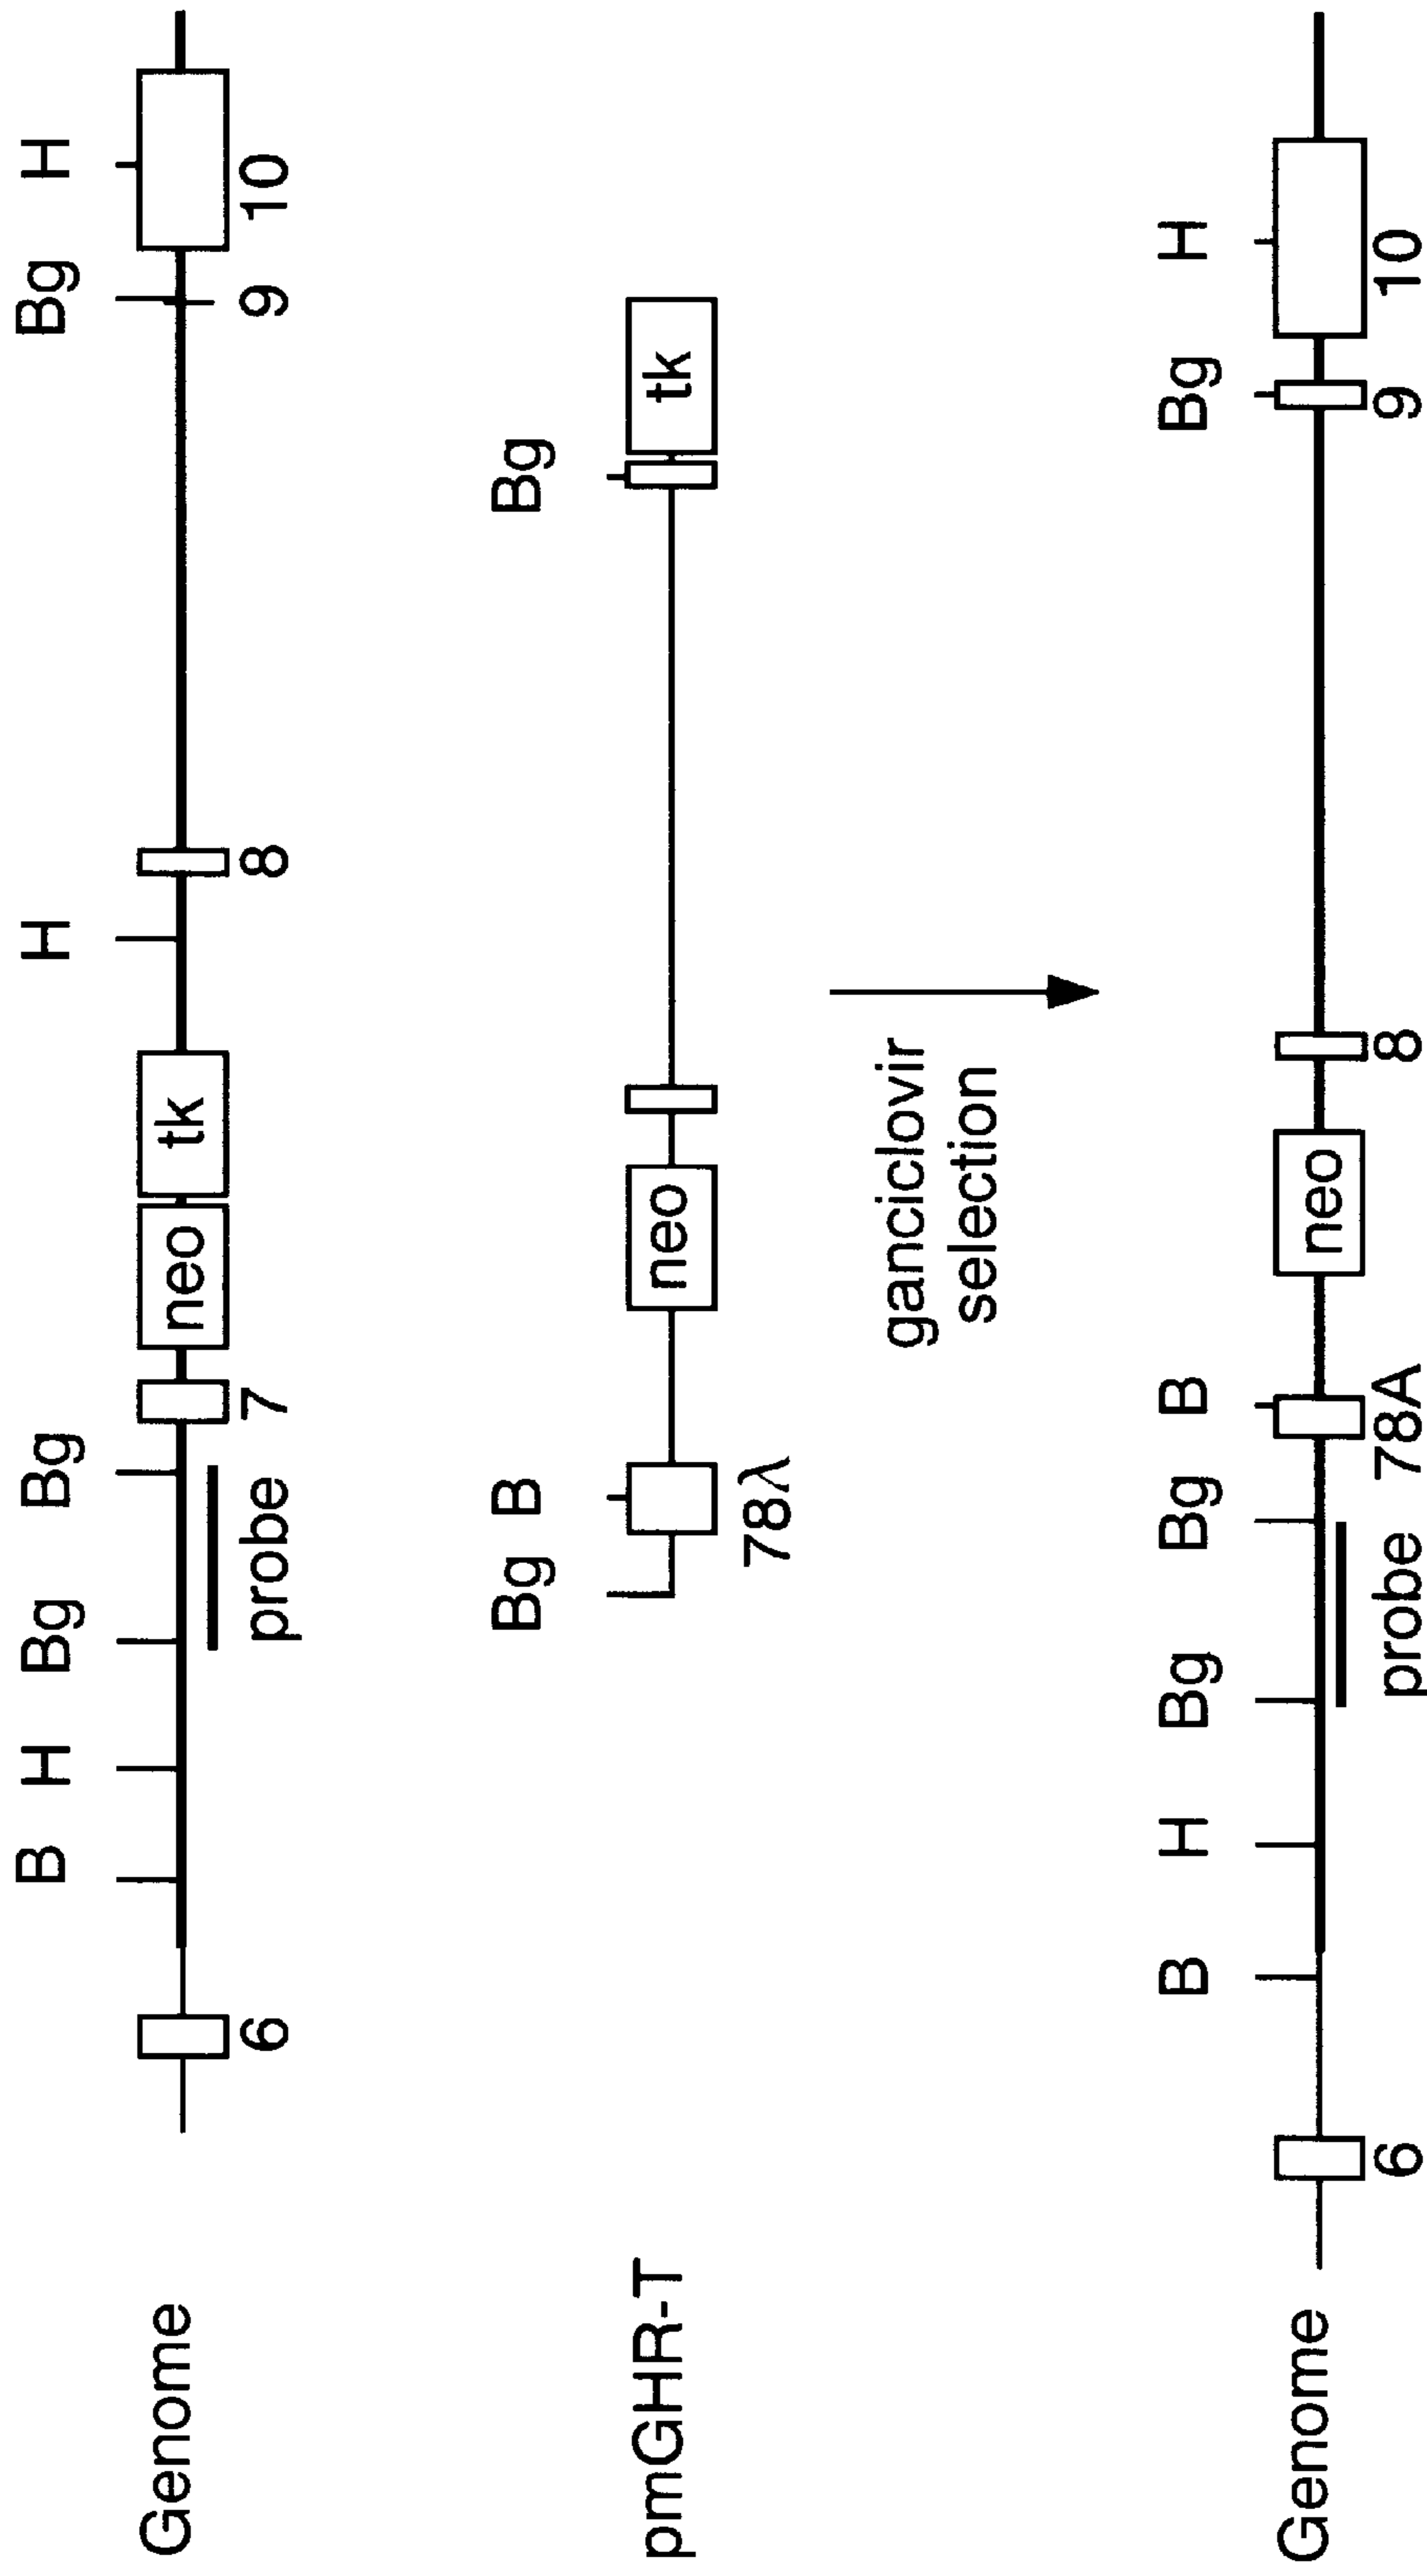 B H Bg Bg H Bg H
Genome neo tk
6 probe 7 8 9 10
Bg B Bg
pmGHR-T neo tk
78λ
ganciclovir
selection
B H Bg Bg B Bg H
Genome neo
6 probe 78A 8 9 10